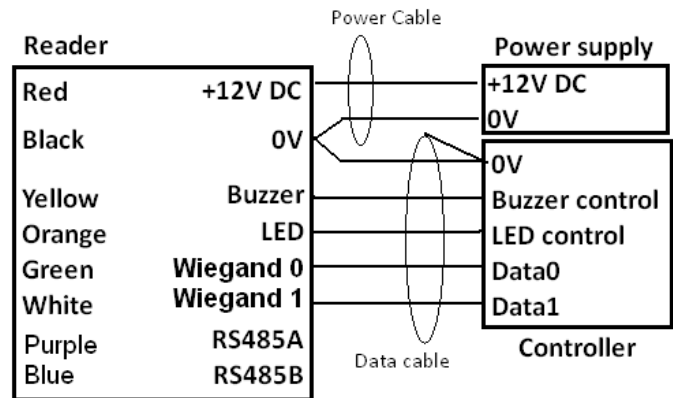 Power Cable
Reader
Power supply
Red +12V DC
+12V DC
Black 0V
0V
0V
Yellow Buzzer
Buzzer control
Orange LED
LED control
Green Wiegand 0
Data0
White Wiegand 1
Data1
Purple RS485A
Blue RS485B
Data cable
Controller